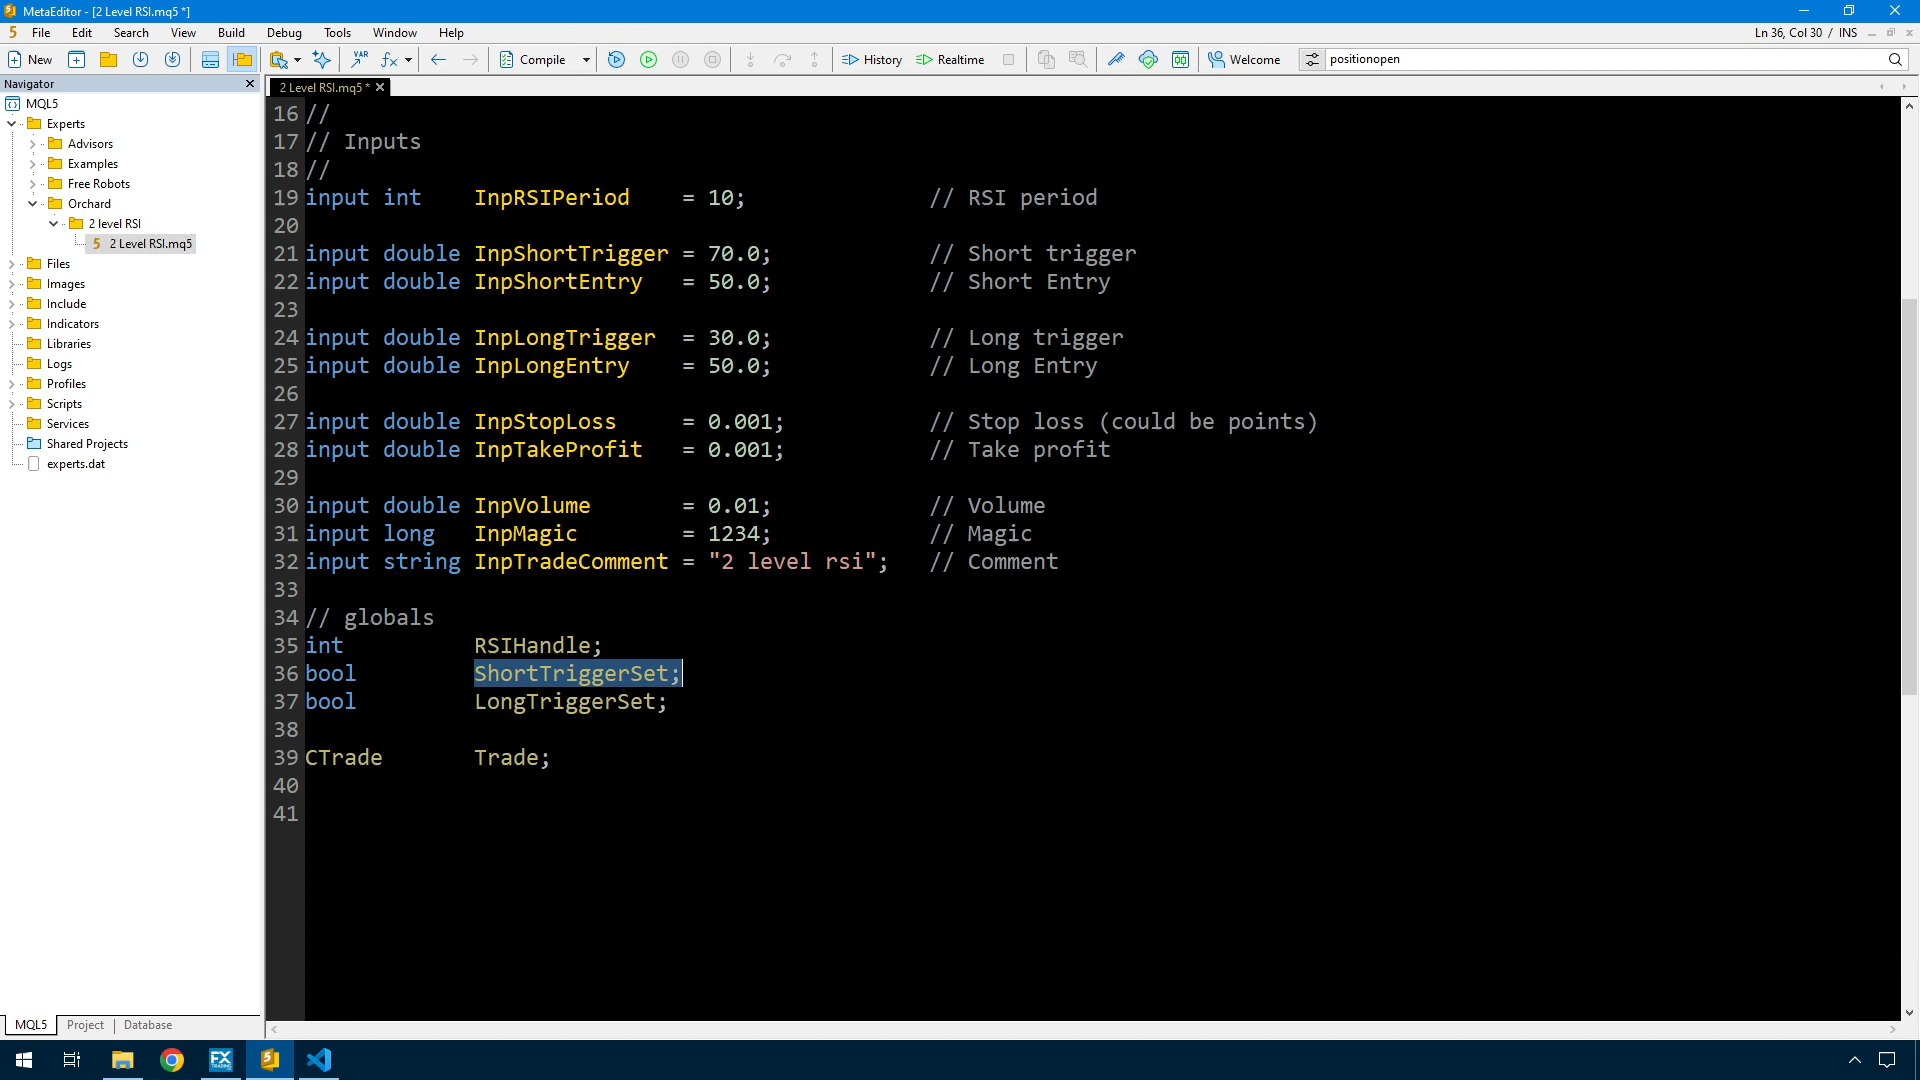 MetaEditor - [2 Level RSI.mq5 *]
File Edit Search View Build Debug Tools Window Help
Ln 36, Col 30 / INS
New Compile History Realtime Welcome positionopen
Navigator
MQL5
Experts
Advisors
Examples
Free Robots
Orchard
2 level RSI
2 Level RSI.mq5
Files
Images
Include
Indicators
Libraries
Logs
Profiles
Scripts
Services
Shared Projects
experts.dat
MQL5 Project Database
2 Level RSI.mq5 *
16 //
17 // Inputs
18 //
19 input int InpRSIPeriod = 10; // RSI period
20
21 input double InpShortTrigger = 70.0; // Short trigger
22 input double InpShortEntry = 50.0; // Short Entry
23
24 input double InpLongTrigger = 30.0; // Long trigger
25 input double InpLongEntry = 50.0; // Long Entry
26
27 input double InpStopLoss = 0.001; // Stop loss (could be points)
28 input double InpTakeProfit = 0.001; // Take profit
29
30 input double InpVolume = 0.01; // Volume
31 input long InpMagic = 1234; // Magic
32 input string InpTradeComment = "2 level rsi"; // Comment
33
34 // globals
35 int RSIHandle;
36 bool ShortTriggerSet;
37 bool LongTriggerSet;
38
39 CTrade Trade;
40
41
FX
TRADING